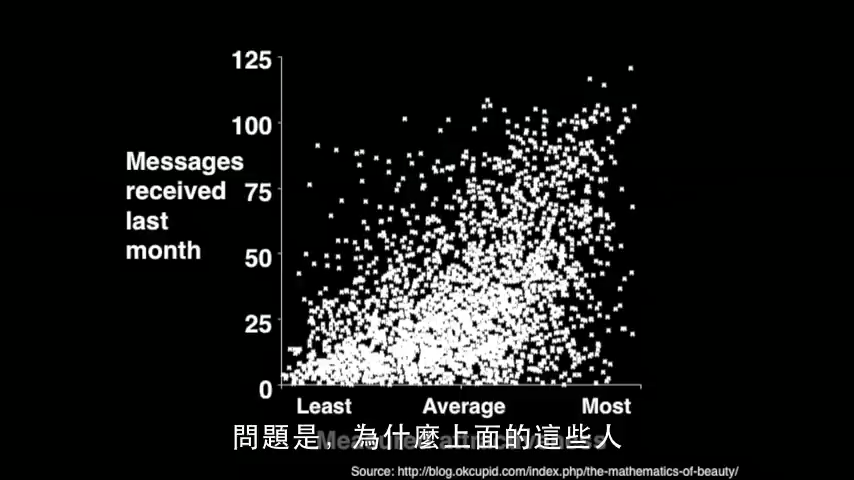 125
100
75
50
25
0
Messages
received
last
month
Least Average Most
問題是，為什麼上面的這些人
Source: http://blog.okcupid.com/index.php/the-mathematics-of-beauty/